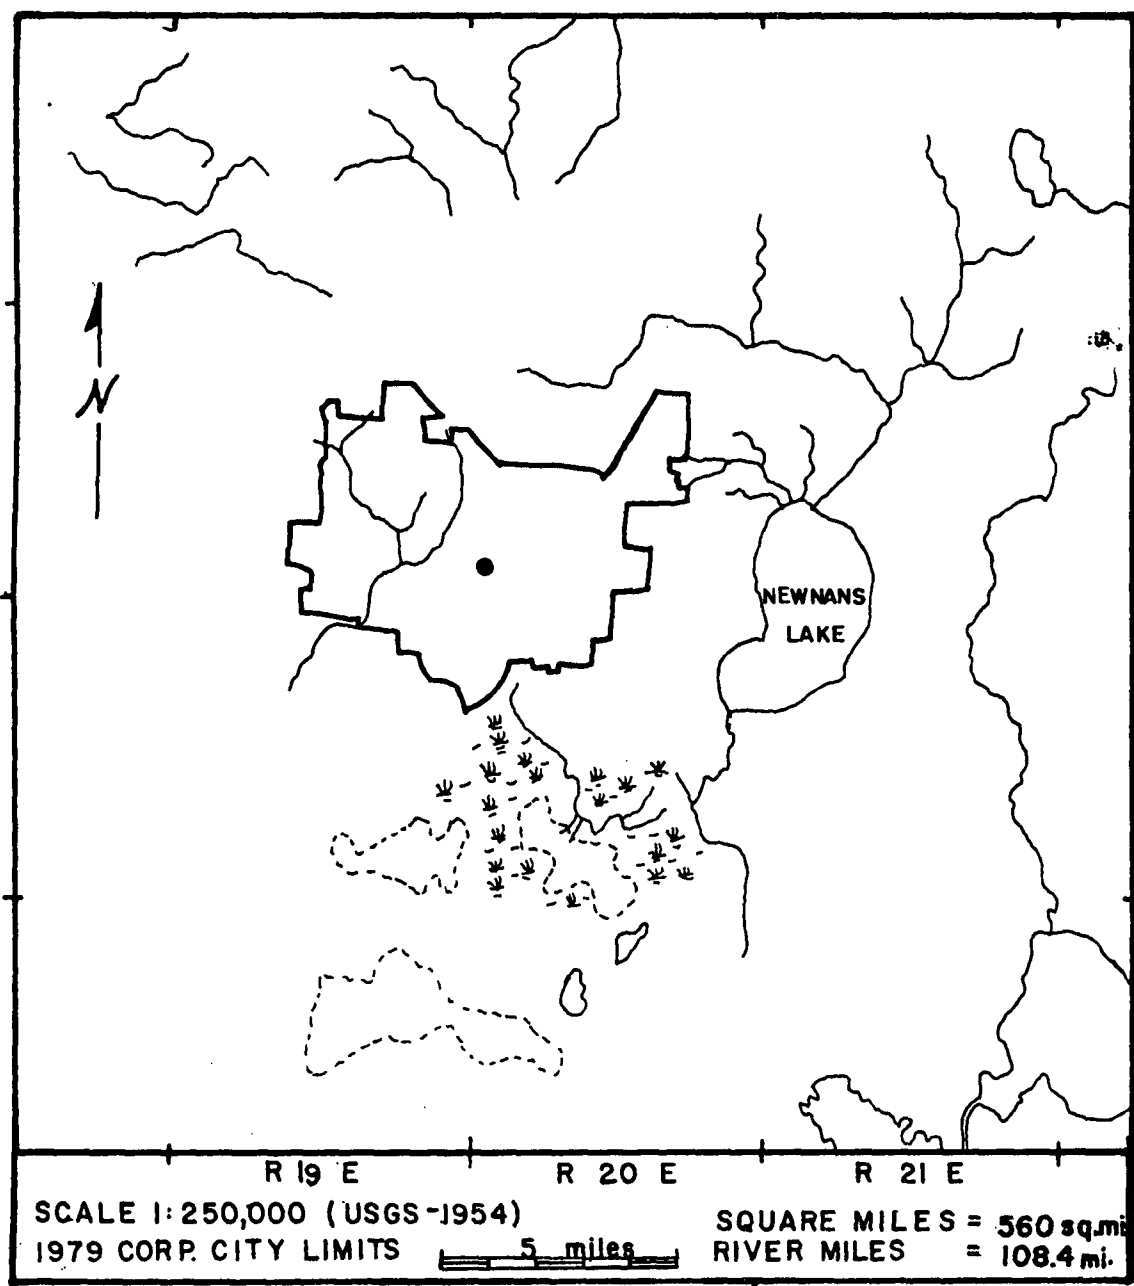 N
NEWNANS
LAKE
R 19 E
R 20 E
R 21 E
SCALE 1:250,000 (USGS-1954)
1979 CORP. CITY LIMITS
5 miles
SQUARE MILES = 560 sq.mi
RIVER MILES = 108.4 mi.